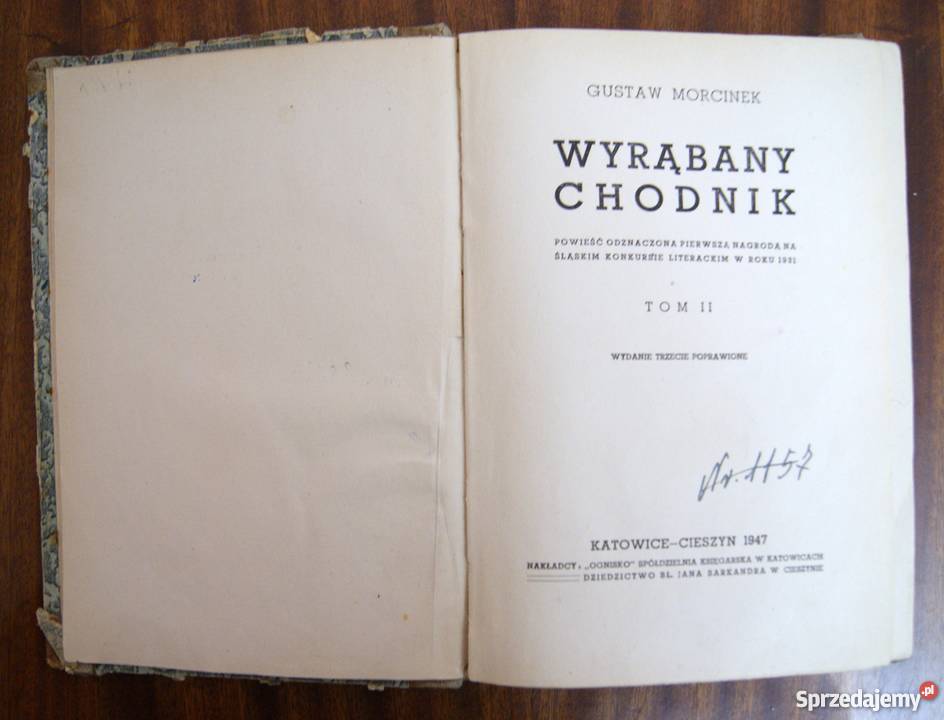 GUSTAW MORCINEK
WYRĄBANY
CHODNIK
POWIEŚĆ ODZNACZONA PIERWSZĄ NAGRODĄ NA
ŚLĄSKIM KONKURSIE LITERACKIM W ROKU 1931
TOM II
WYDANIE TRZECIE POPRAWIONE
Nr. 1157
KATOWICE—CIESZYN 1947
NAKŁADCY: „OGNISKO" SPÓŁDZIELNIA KSIĘGARSKA W KATOWICACH
DZIEDZICTWO BŁ. JANA SARKANDRA W CIESZYNIE
Sprzedajemy.pl